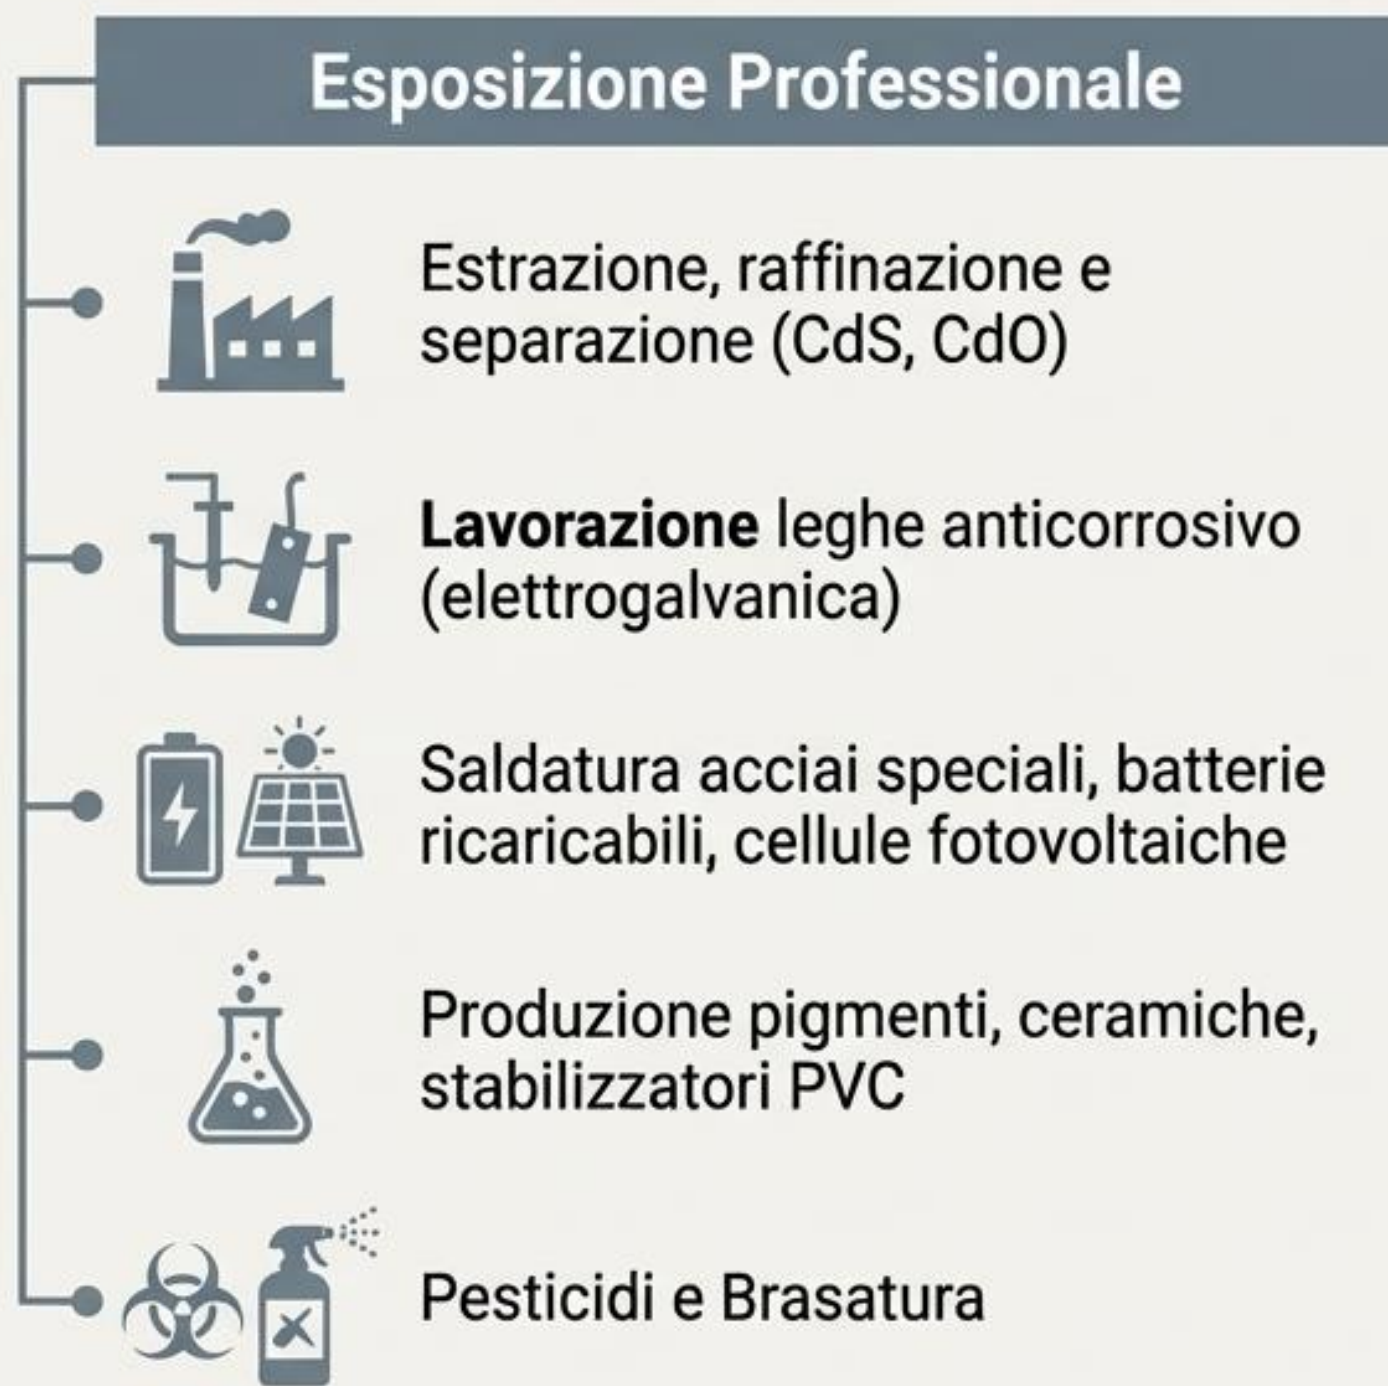 Esposizione Professionale
Estrazione, raffinazione e
separazione (CdS, CdO)
Lavorazione leghe anticorrosivo
(elettrogalvanica)
Saldatura acciai speciali, batterie
ricaricabili, cellule fotovoltaiche
Produzione pigmenti, ceramiche,
stabilizzatori PVC
Pesticidi e Brasatura